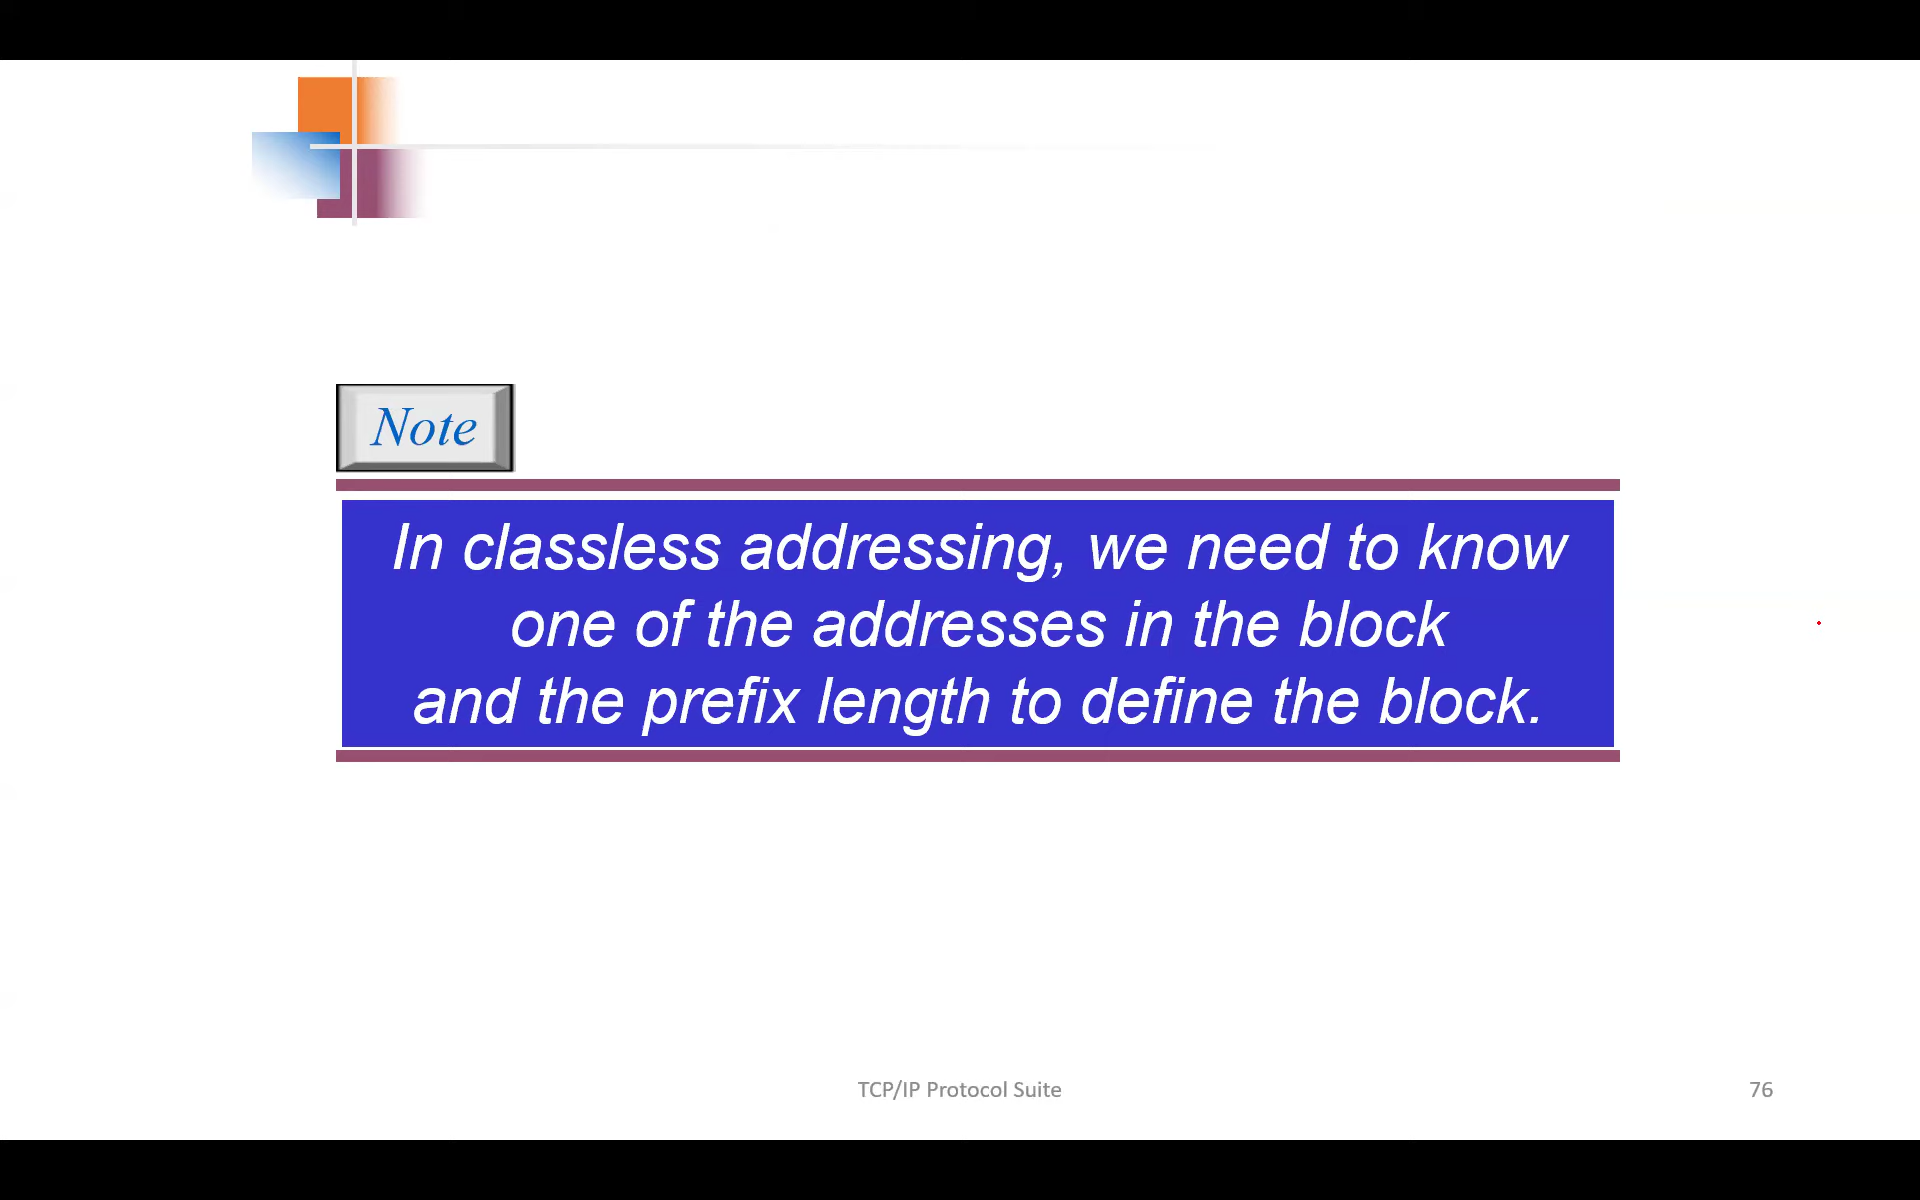 Note
In classless addressing, we need to know
one of the addresses in the block
and the prefix length to define the block.
TCP/IP Protocol Suite
76